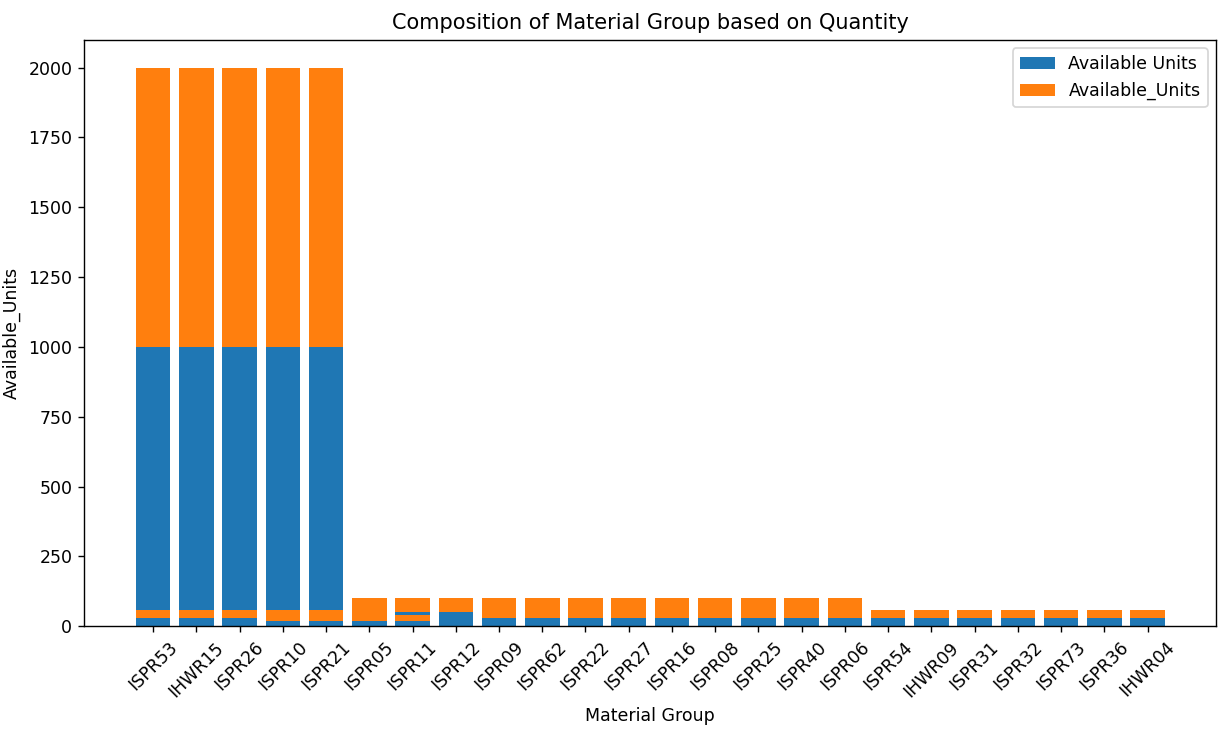 Composition of Material Group based on Quantity
Available Units
Available_Units
Available_Units
2000
1750
1500
1250
1000
750
500
250
0
ISPR53
IHWR15
ISPR26
ISPR10
ISPR21
ISPR05
ISPR11
ISPR12
ISPR09
ISPR62
ISPR22
ISPR27
ISPR16
ISPR08
ISPR25
ISPR40
ISPR06
ISPR54
IHWR09
ISPR31
ISPR32
ISPR73
ISPR36
IHWR04
Material Group